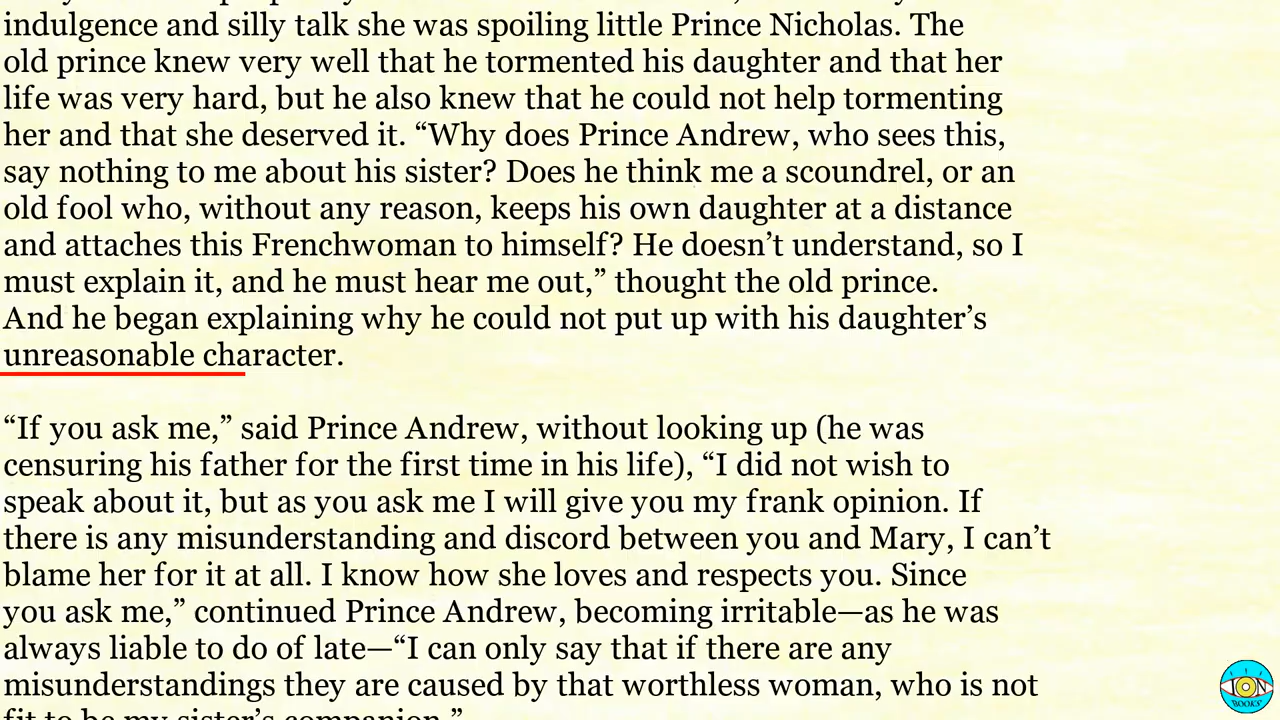 indulgence and silly talk she was spoiling little Prince Nicholas. The
old prince knew very well that he tormented his daughter and that her
life was very hard, but he also knew that he could not help tormenting
her and that she deserved it. “Why does Prince Andrew, who sees this,
say nothing to me about his sister? Does he think me a scoundrel, or an
old fool who, without any reason, keeps his own daughter at a distance
and attaches this Frenchwoman to himself? He doesn’t understand, so I
must explain it, and he must hear me out,” thought the old prince.
And he began explaining why he could not put up with his daughter’s
unreasonable character.
“If you ask me,” said Prince Andrew, without looking up (he was
censuring his father for the first time in his life), “I did not wish to
speak about it, but as you ask me I will give you my frank opinion. If
there is any misunderstanding and discord between you and Mary, I can’t
blame her for it at all. I know how she loves and respects you. Since
you ask me,” continued Prince Andrew, becoming irritable—as he was
always liable to do of late—“I can only say that if there are any
misunderstandings they are caused by that worthless woman, who is not
fit to be my sister’s companion.”
ION
BOOKS